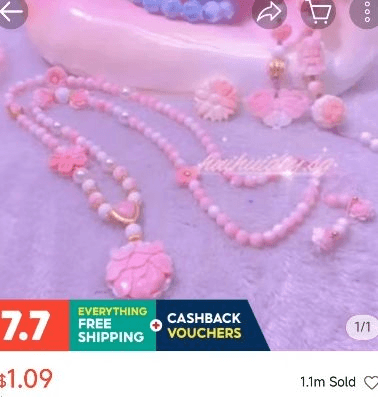 7.7
EVERYTHING
FREE
SHIPPING
+
CASHBACK
VOUCHERS
1/1
$1.09
1.1m Sold